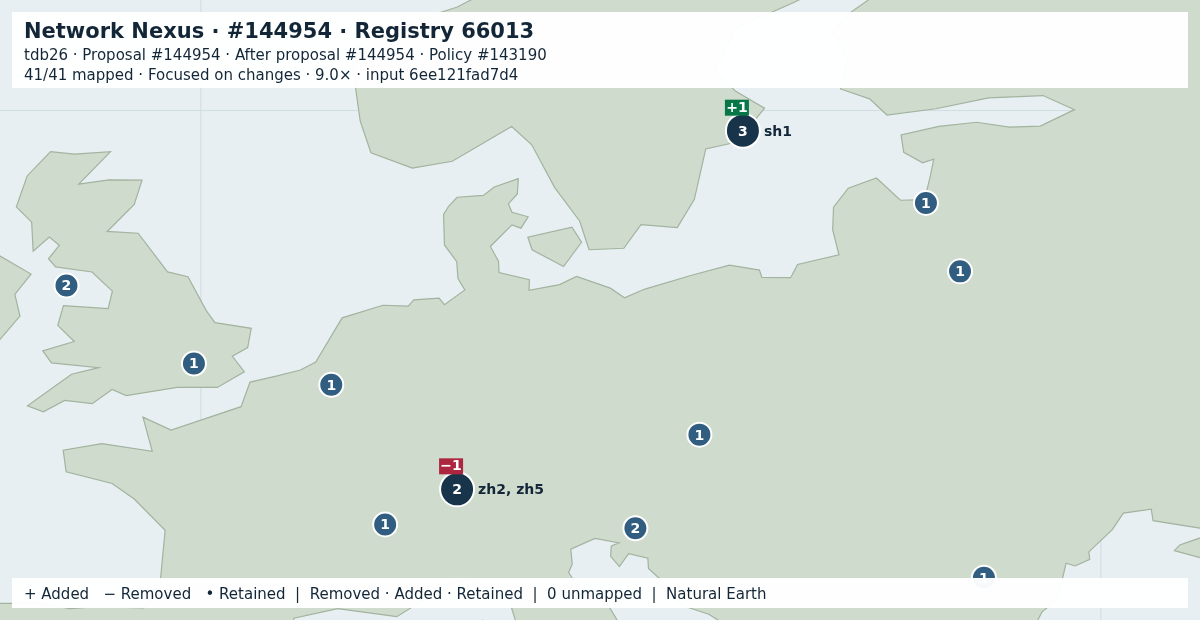 Network Nexus · #144954 · Registry 66013
tdb26 · Proposal #144954 · After proposal #144954 · Policy #143190
41/41 mapped · Focused on changes · 9.0× · input 6ee121fad7d4
+1
3 sh1
1
1
2
1
1
1
−1
2 zh2, zh5
1
2
1
+ Added − Removed • Retained | Removed · Added · Retained | 0 unmapped | Natural Earth